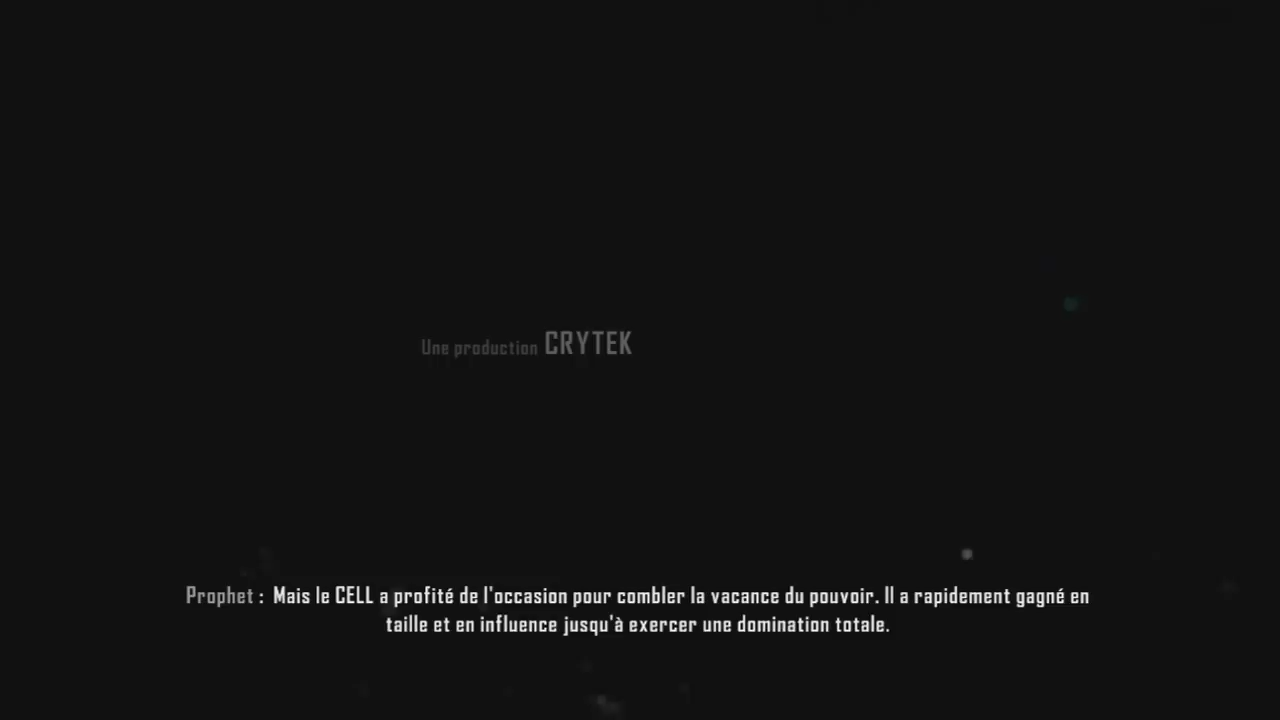 Une production CRYTEK
Prophet : Mais le CELL a profité de l'occasion pour combler la vacance du pouvoir. Il a rapidement gagné en
taille et en influence jusqu'à exercer une domination totale.